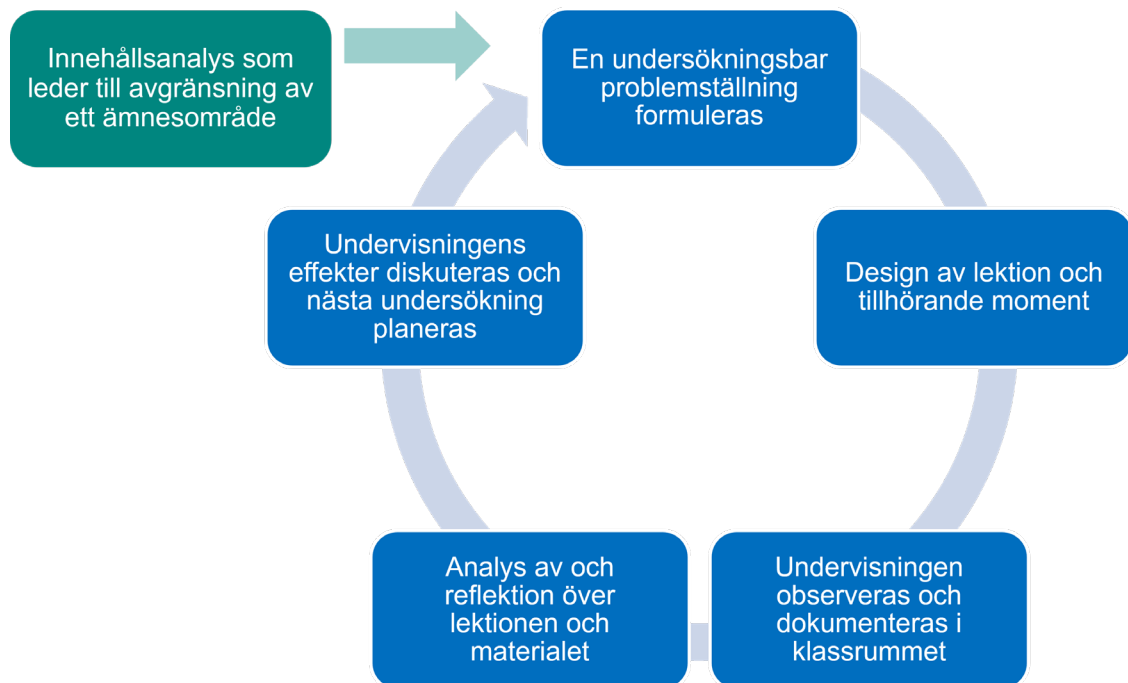 Innehållsanalys som
leder till avgränsning av
ett ämnesområde
En undersökningsbar
problemställning
formuleras
Design av lektion och
tillhörande moment
Undervisningen
observeras och
dokumenteras i
klassrummet
Analys av och
reflektion över
lektionen och
materialet
Undervisningens
effekter diskuteras och
nästa undersökning
planeras